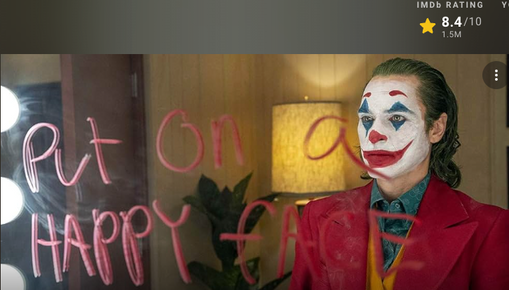 IMDb RATING
8.4/10
1.5M
Put On a
HAPPY fACE